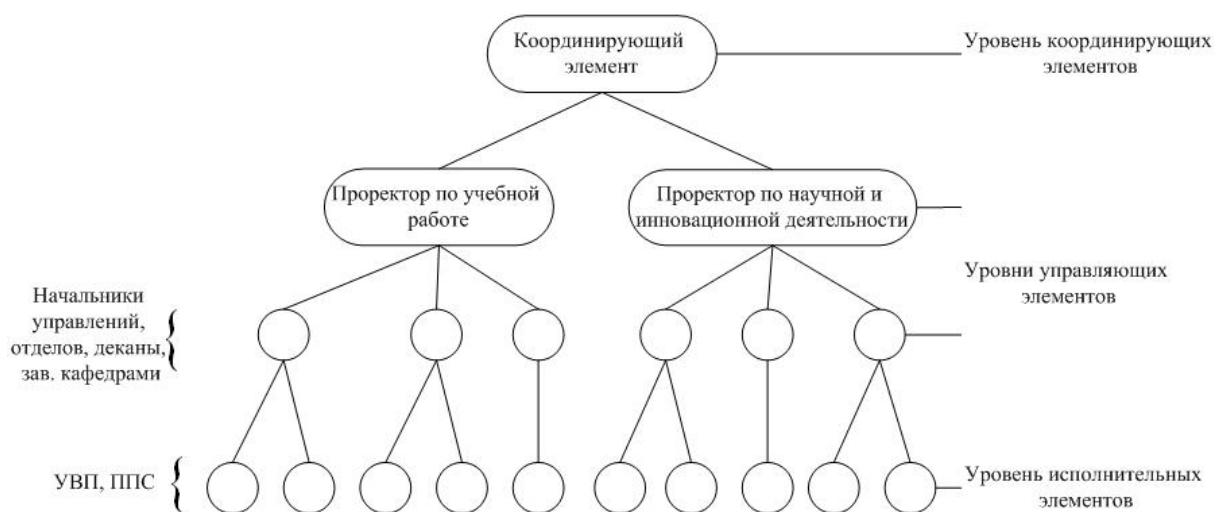 Координирующий
элемент
Уровень координирующих
элементов
Проректор по учебной
работе
Проректор по научной и
инновационной деятельности
Уровни управляющих
элементов
Начальники
управлений,
отделов, деканы,
зав. кафедрами
УВП, ППС
Уровень исполнительных
элементов